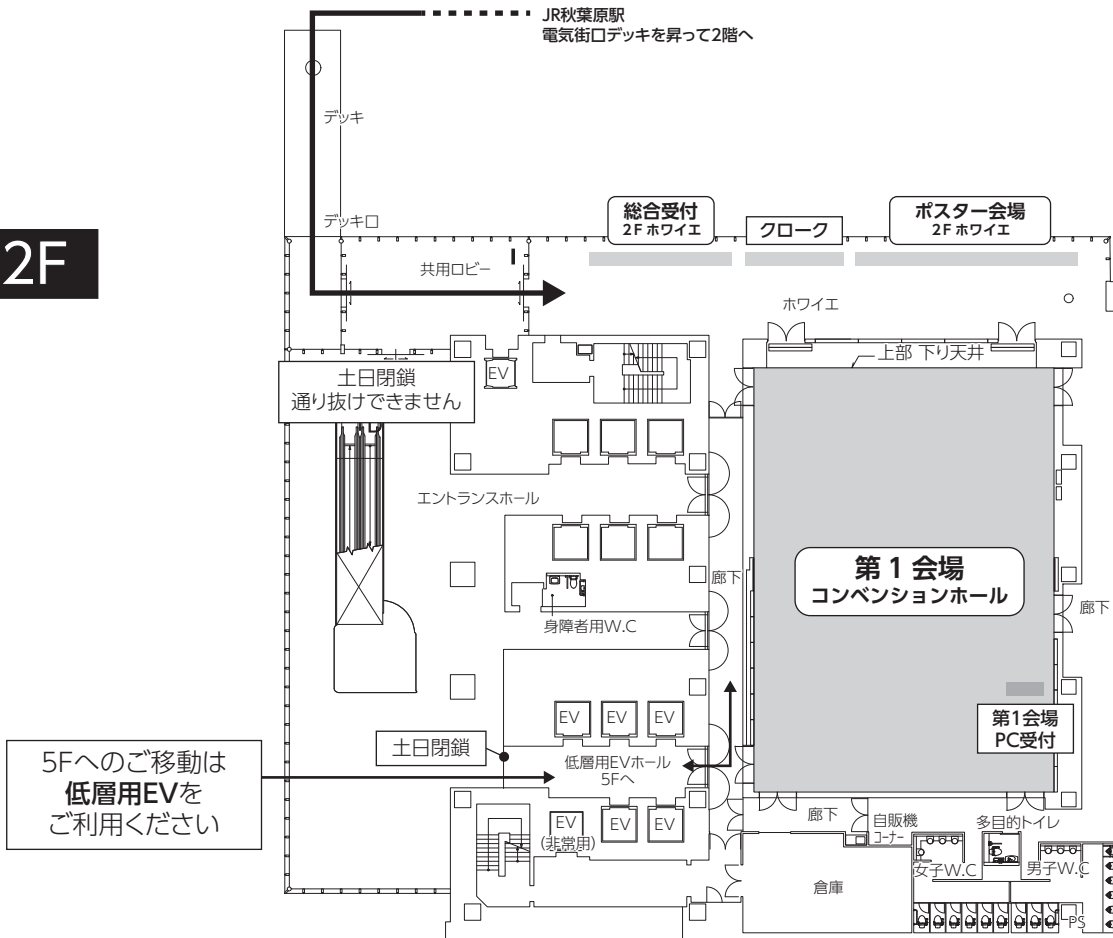 JR秋葉原駅
電気街口デッキを昇って2階へ
デッキ
デッキ口
2F
総合受付
2F ホワイエ
クローク
ポスター会場
2F ホワイエ
共用ロビー
ホワイエ
上部 下り天井
土日閉鎖
通り抜けできません
EV
エントランスホール
第1会場
コンベンションホール
廊下
廊下
身障者用W.C
EV
EV
EV
第1会場
PC受付
土日閉鎖
低層用EVホール
5Fへ
5Fへのご移動は
低層用EVを
ご利用ください
EV
(非常用)
EV
EV
廊下
自販機
コーナー
多目的トイレ
女子W.C
男子W.C
倉庫
PS